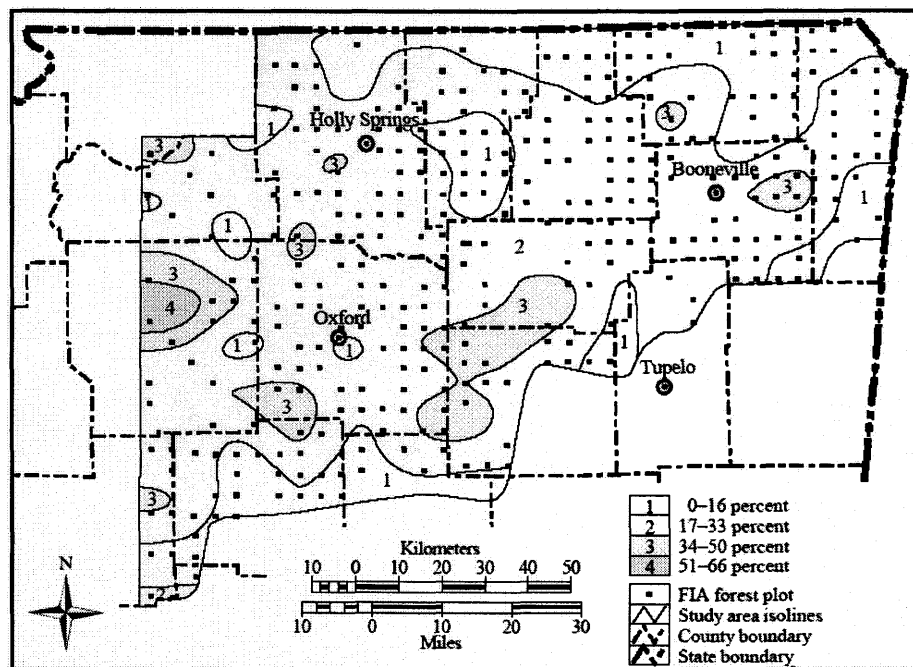 1
3
1
Holly Springs
3
1
3
Booneville
3
1
1
1
3
2
3
4
3
Oxford
1
1
1
Tupelo
3
1
3
2
N
Kilometers
10 0 10 20 30 40 50
10 0 10 20 30
Miles
1 0–16 percent
2 17–33 percent
3 34–50 percent
4 51–66 percent
FIA forest plot
Study area isolines
County boundary
State boundary